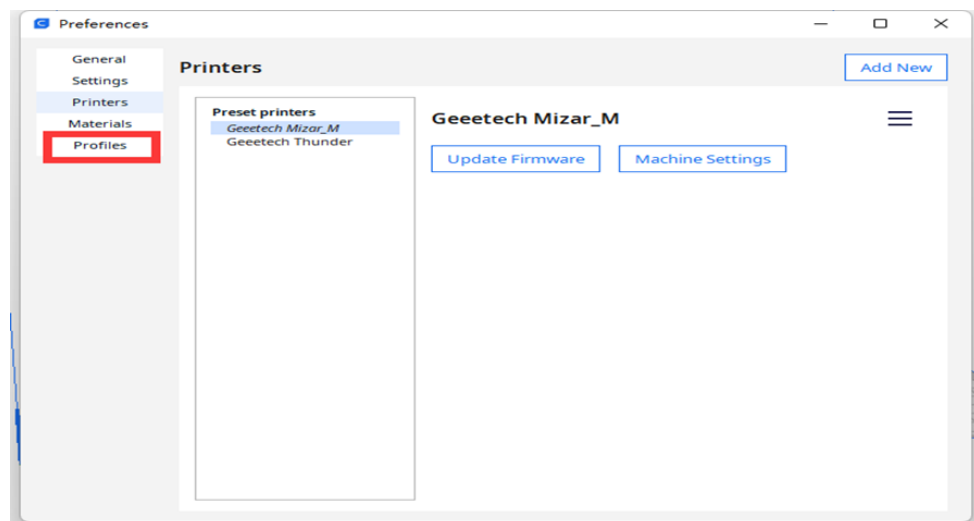 Preferences
General
Settings
Printers
Materials
Profiles
Printers
Add New
Preset printers
Geeetech Mizar_M
Geeetech Thunder
Geeetech Mizar_M
Update Firmware
Machine Settings